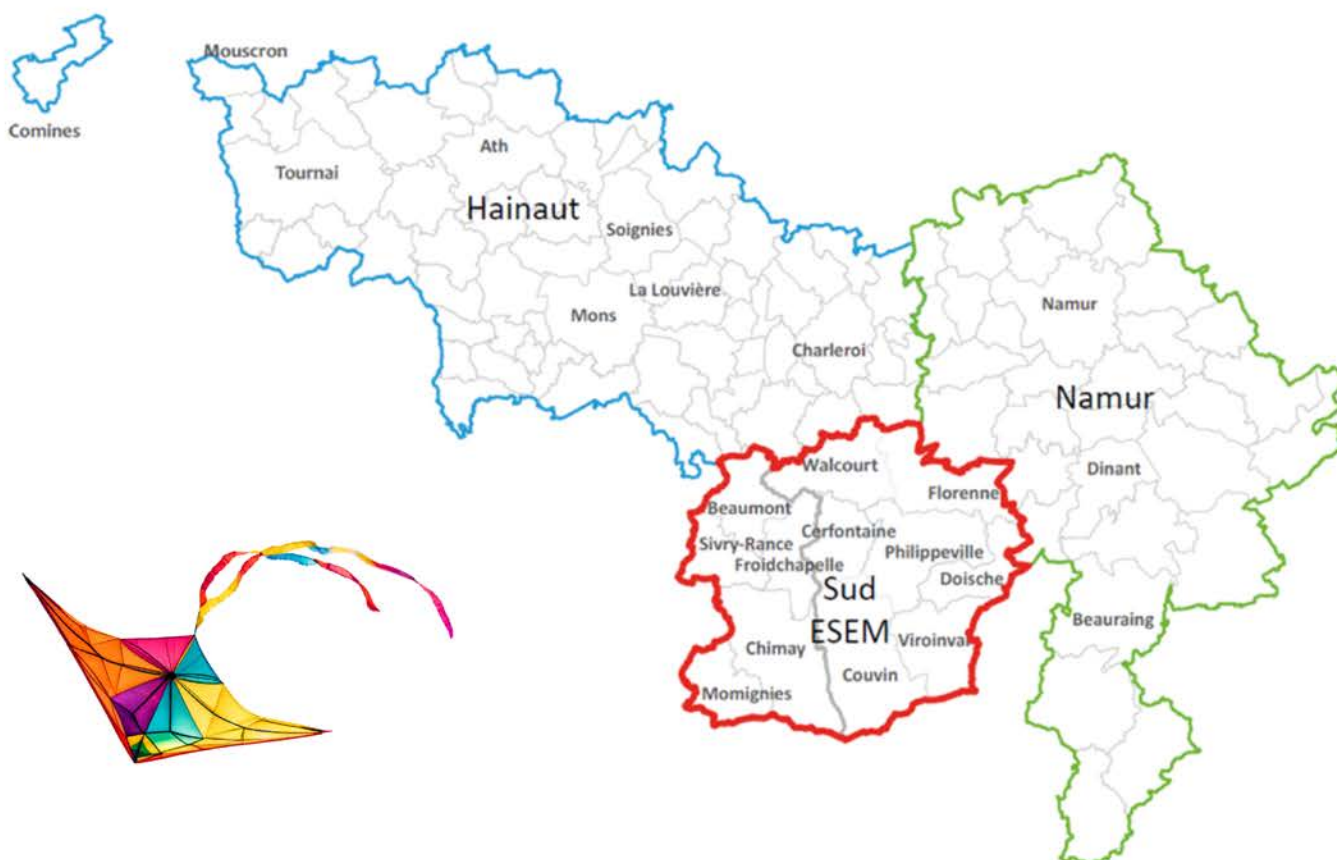 Mouscron
Comines
Ath
Tournai
Hainaut
Soignies
La Louvière
Mons
Charleroi
Namur
Namur
Dinant
Walcourt
Florenne
Beaumont
Cerfontaine
Sivry-Rance
Philippeville
Froidchapelle
Doische
Sud
ESEM
Beauraing
Viroinval
Chimay
Couvin
Momignies